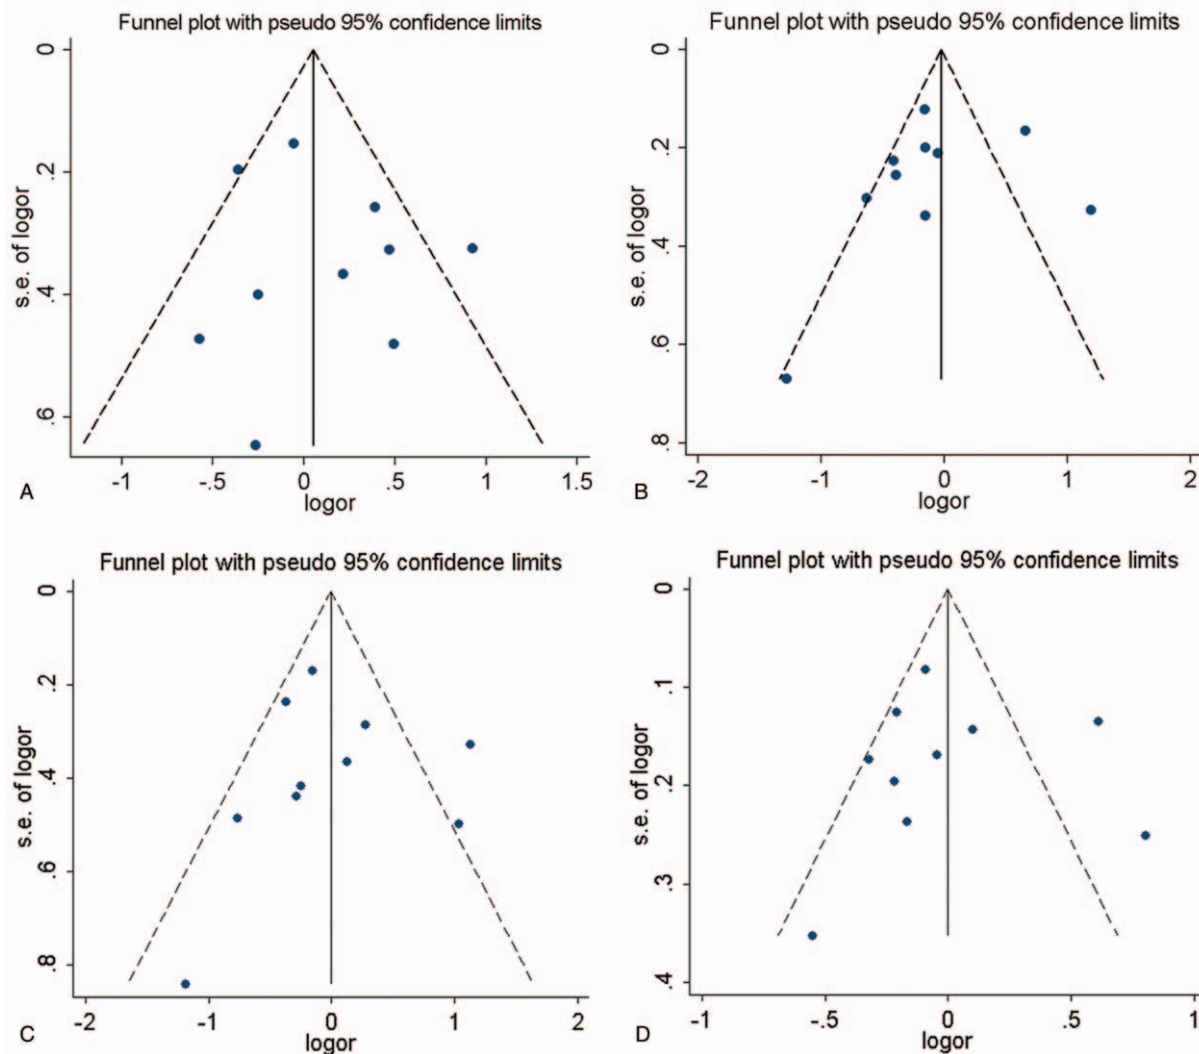 Funnel plot with pseudo 95% confidence limits
0
.2
.4
.6
s.e. of logor
-1 -.5 0 .5 1 1.5
logor
A
Funnel plot with pseudo 95% confidence limits
0
.2
.4
.6
.8
s.e. of logor
-2 -1 0 1 2
logor
B
Funnel plot with pseudo 95% confidence limits
0
.2
.4
.6
.8
s.e. of logor
-2 -1 0 1 2
logor
C
Funnel plot with pseudo 95% confidence limits
0
.1
.2
.3
.4
s.e. of logor
-1 -.5 0 .5 1
logor
D